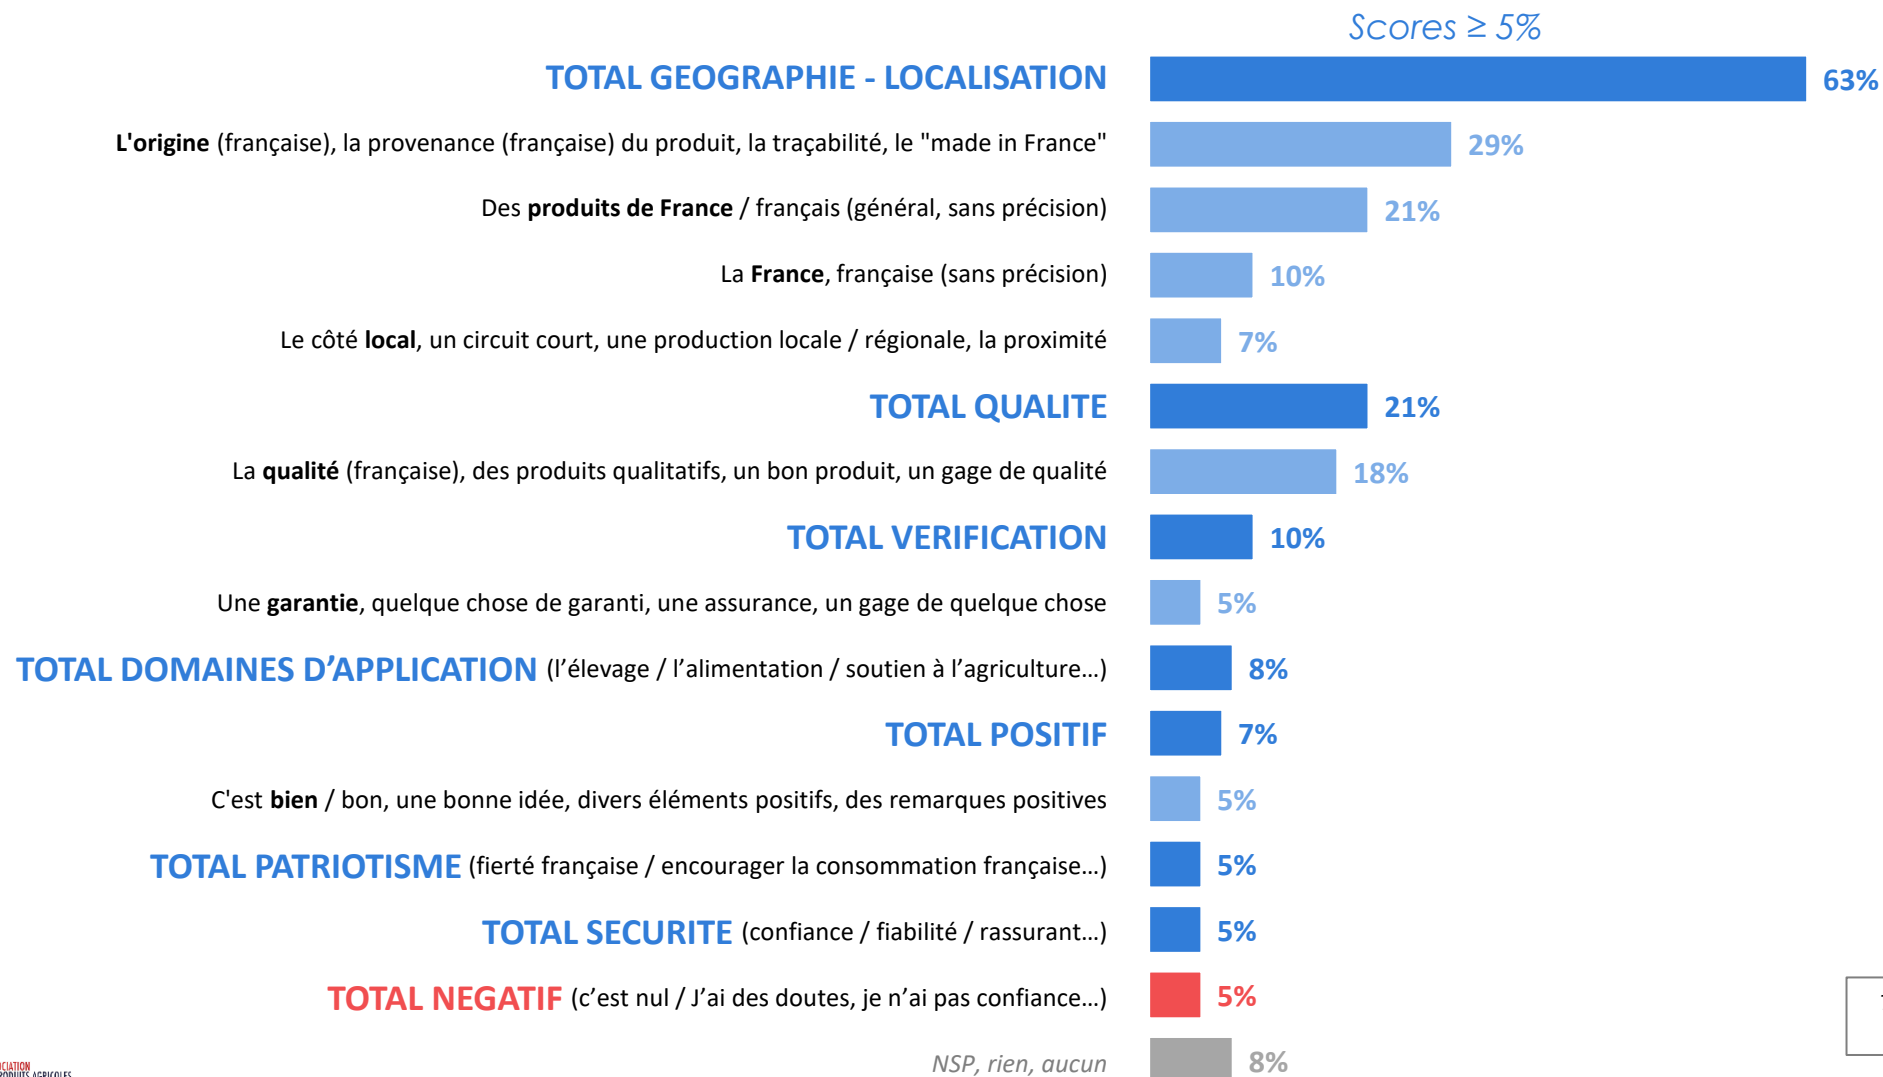 Scores ≥ 5%
TOTAL GEOGRAPHIE - LOCALISATION 63%
L'origine (française), la provenance (française) du produit, la traçabilité, le "made in France" 29%
Des produits de France / français (général, sans précision) 21%
La France, française (sans précision) 10%
Le côté local, un circuit court, une production locale / régionale, la proximité 7%
TOTAL QUALITE 21%
La qualité (française), des produits qualitatifs, un bon produit, un gage de qualité 18%
TOTAL VERIFICATION 10%
Une garantie, quelque chose de garanti, une assurance, un gage de quelque chose 5%
TOTAL DOMAINES D’APPLICATION (l’élevage / l’alimentation / soutien à l’agriculture…) 8%
TOTAL POSITIF 7%
C'est bien / bon, une bonne idée, divers éléments positifs, des remarques positives 5%
TOTAL PATRIOTISME (fierté française / encourager la consommation française…) 5%
TOTAL SECURITE (confiance / fiabilité / rassurant…) 5%
TOTAL NEGATIF (c’est nul / J’ai des doutes, je n’ai pas confiance…) 5%
NSP, rien, aucun 8%